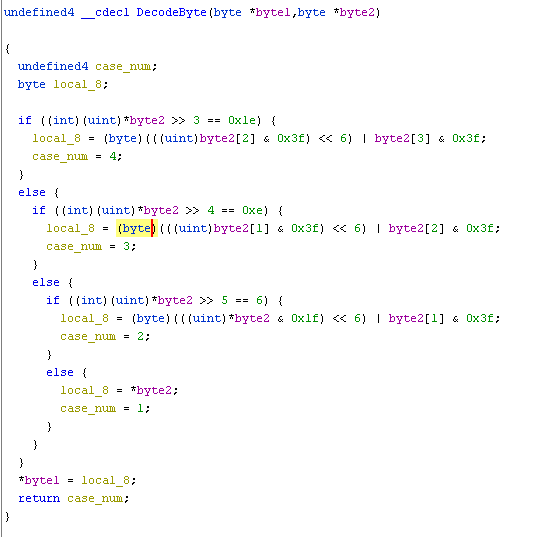 undefined4 __cdecl DecodeByte(byte *byte1,byte *byte2)
{
undefined4 case_num;
byte local_8;
if ((int)(uint)*byte2 >> 3 == 0x1e) {
local_8 = (byte)(((uint)byte2[2] & 0x3f) << 6) | byte2[3] & 0x3f;
case_num = 4;
}
else {
if ((int)(uint)*byte2 >> 4 == 0xe) {
local_8 = (byte)(((uint)byte2[1] & 0x3f) << 6) | byte2[2] & 0x3f;
case_num = 3;
}
else {
if ((int)(uint)*byte2 >> 5 == 6) {
local_8 = (byte)(((uint)*byte2 & 0x1f) << 6) | byte2[1] & 0x3f;
case_num = 2;
}
else {
local_8 = *byte2;
case_num = 1;
}
}
}
*byte1 = local_8;
return case_num;
}